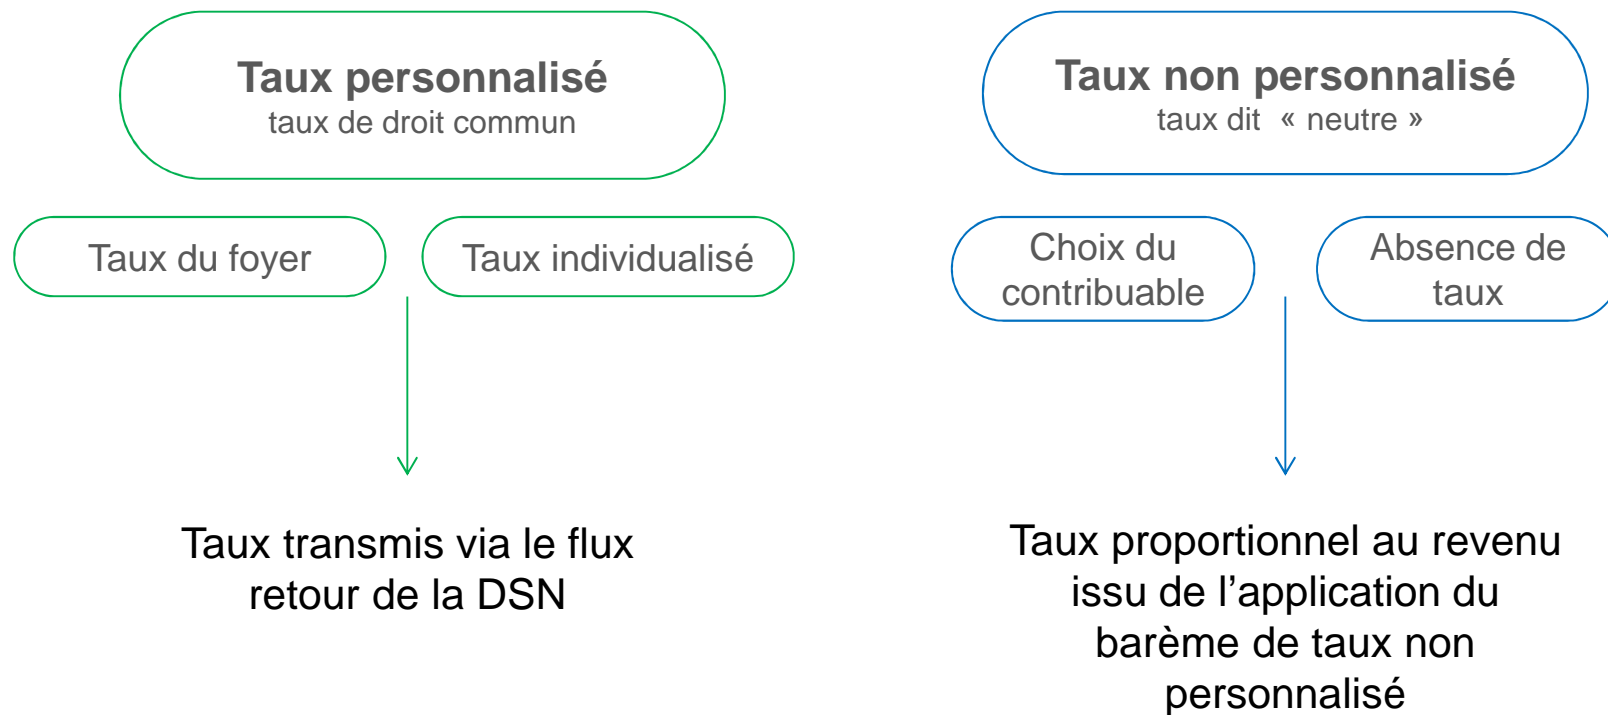 Taux personnalisé
taux de droit commun
Taux du foyer
Taux individualisé
Taux transmis via le flux
retour de la DSN
Taux non personnalisé
taux dit « neutre »
Choix du
contribuable
Absence de
taux
Taux proportionnel au revenu
issu de l’application du
barème de taux non
personnalisé